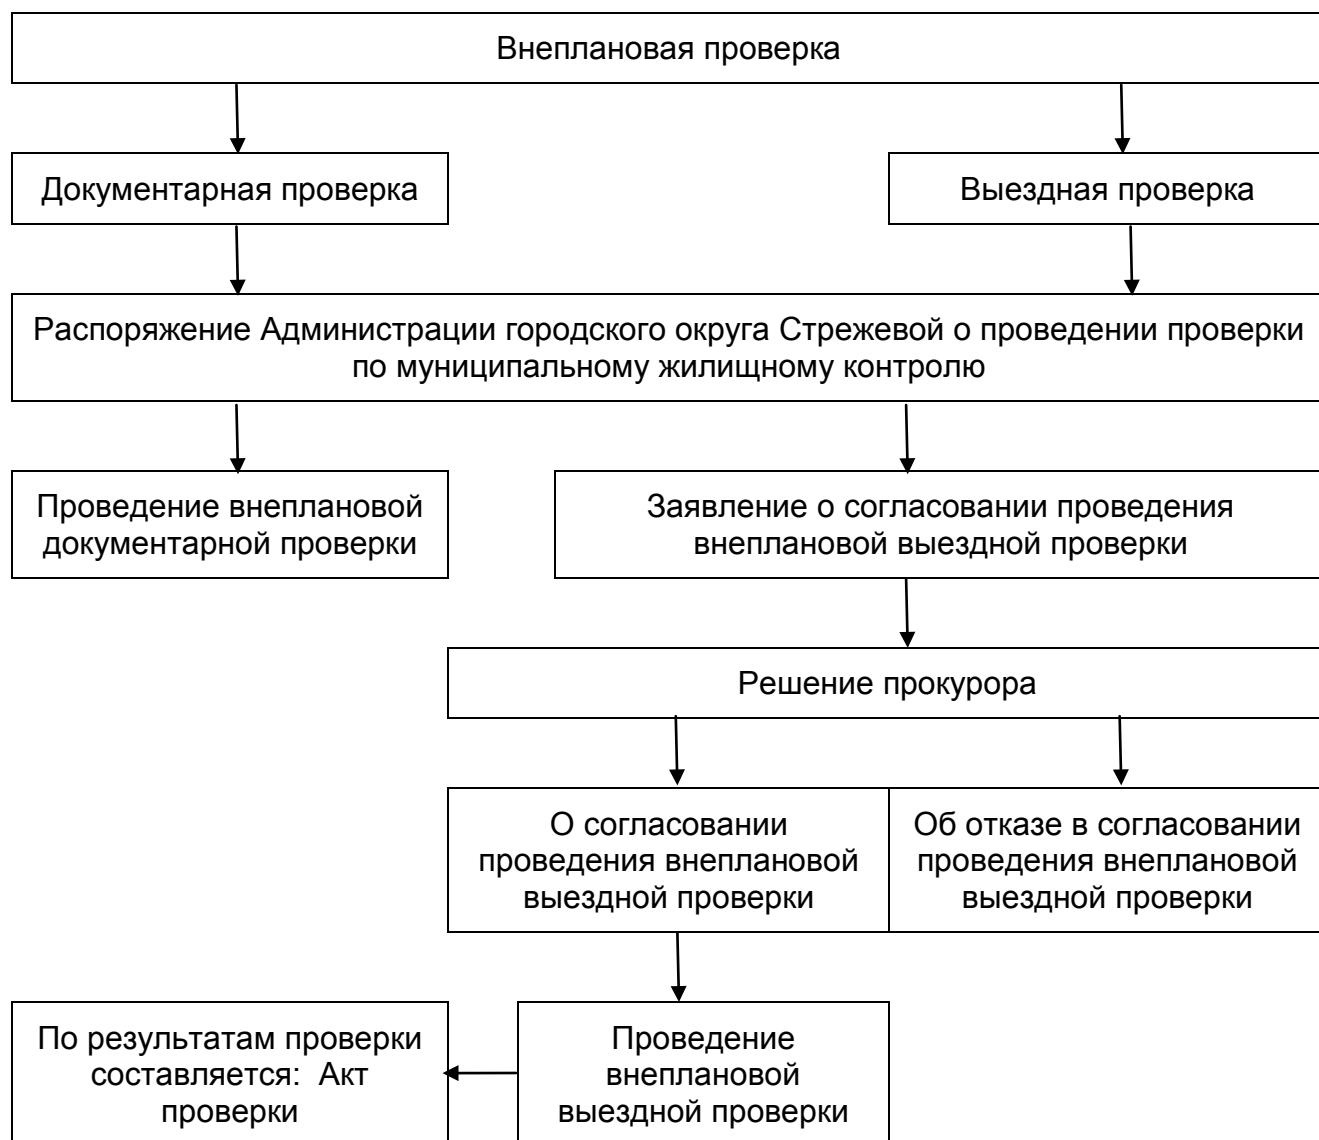 Внеплановая проверка
Документарная проверка
Выездная проверка
Распоряжение Администрации городского округа Стрежевой о проведении проверки
по муниципальному жилищному контролю
Проведение внеплановой
документарной проверки
Заявление о согласовании проведения
внеплановой выездной проверки
Решение прокурора
О согласовании
проведения внеплановой
выездной проверки
Об отказе в согласовании
проведения внеплановой
выездной проверки
По результатам проверки
составляется:  Акт
проверки
Проведение
внеплановой
выездной проверки